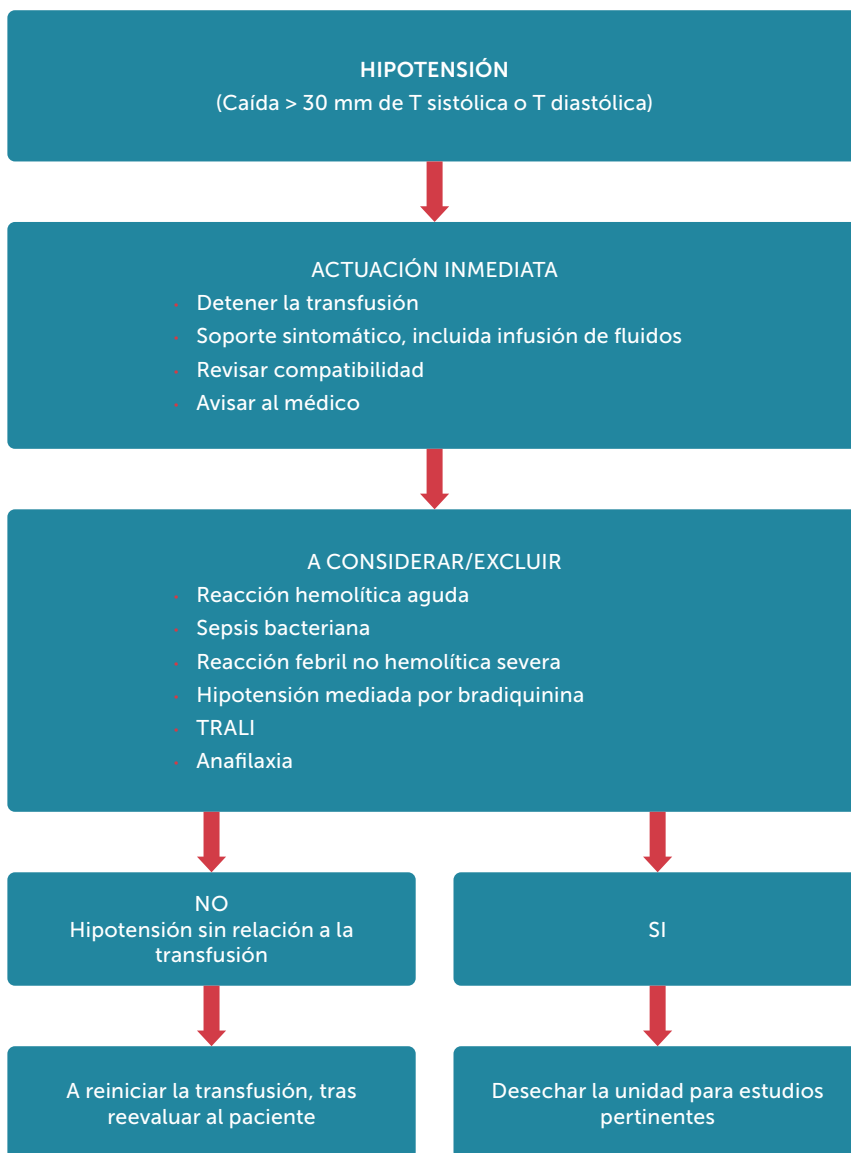 HIPOTENSIÓN
(Caída > 30 mm de T sistólica o T diastólica)
ACTUACIÓN INMEDIATA
· Detener la transfusión
· Soporte sintomático, incluida infusión de fluidos
· Revisar compatibilidad
· Avisar al médico
A CONSIDERAR/EXCLUIR
· Reacción hemolítica aguda
· Sepsis bacteriana
· Reacción febril no hemolítica severa
· Hipotensión mediada por bradiquinina
· TRALI
· Anafilaxia
NO
Hipotensión sin relación a la
transfusión
SI
A reiniciar la transfusión, tras
reevaluar al paciente
Desechar la unidad para estudios
pertinentes